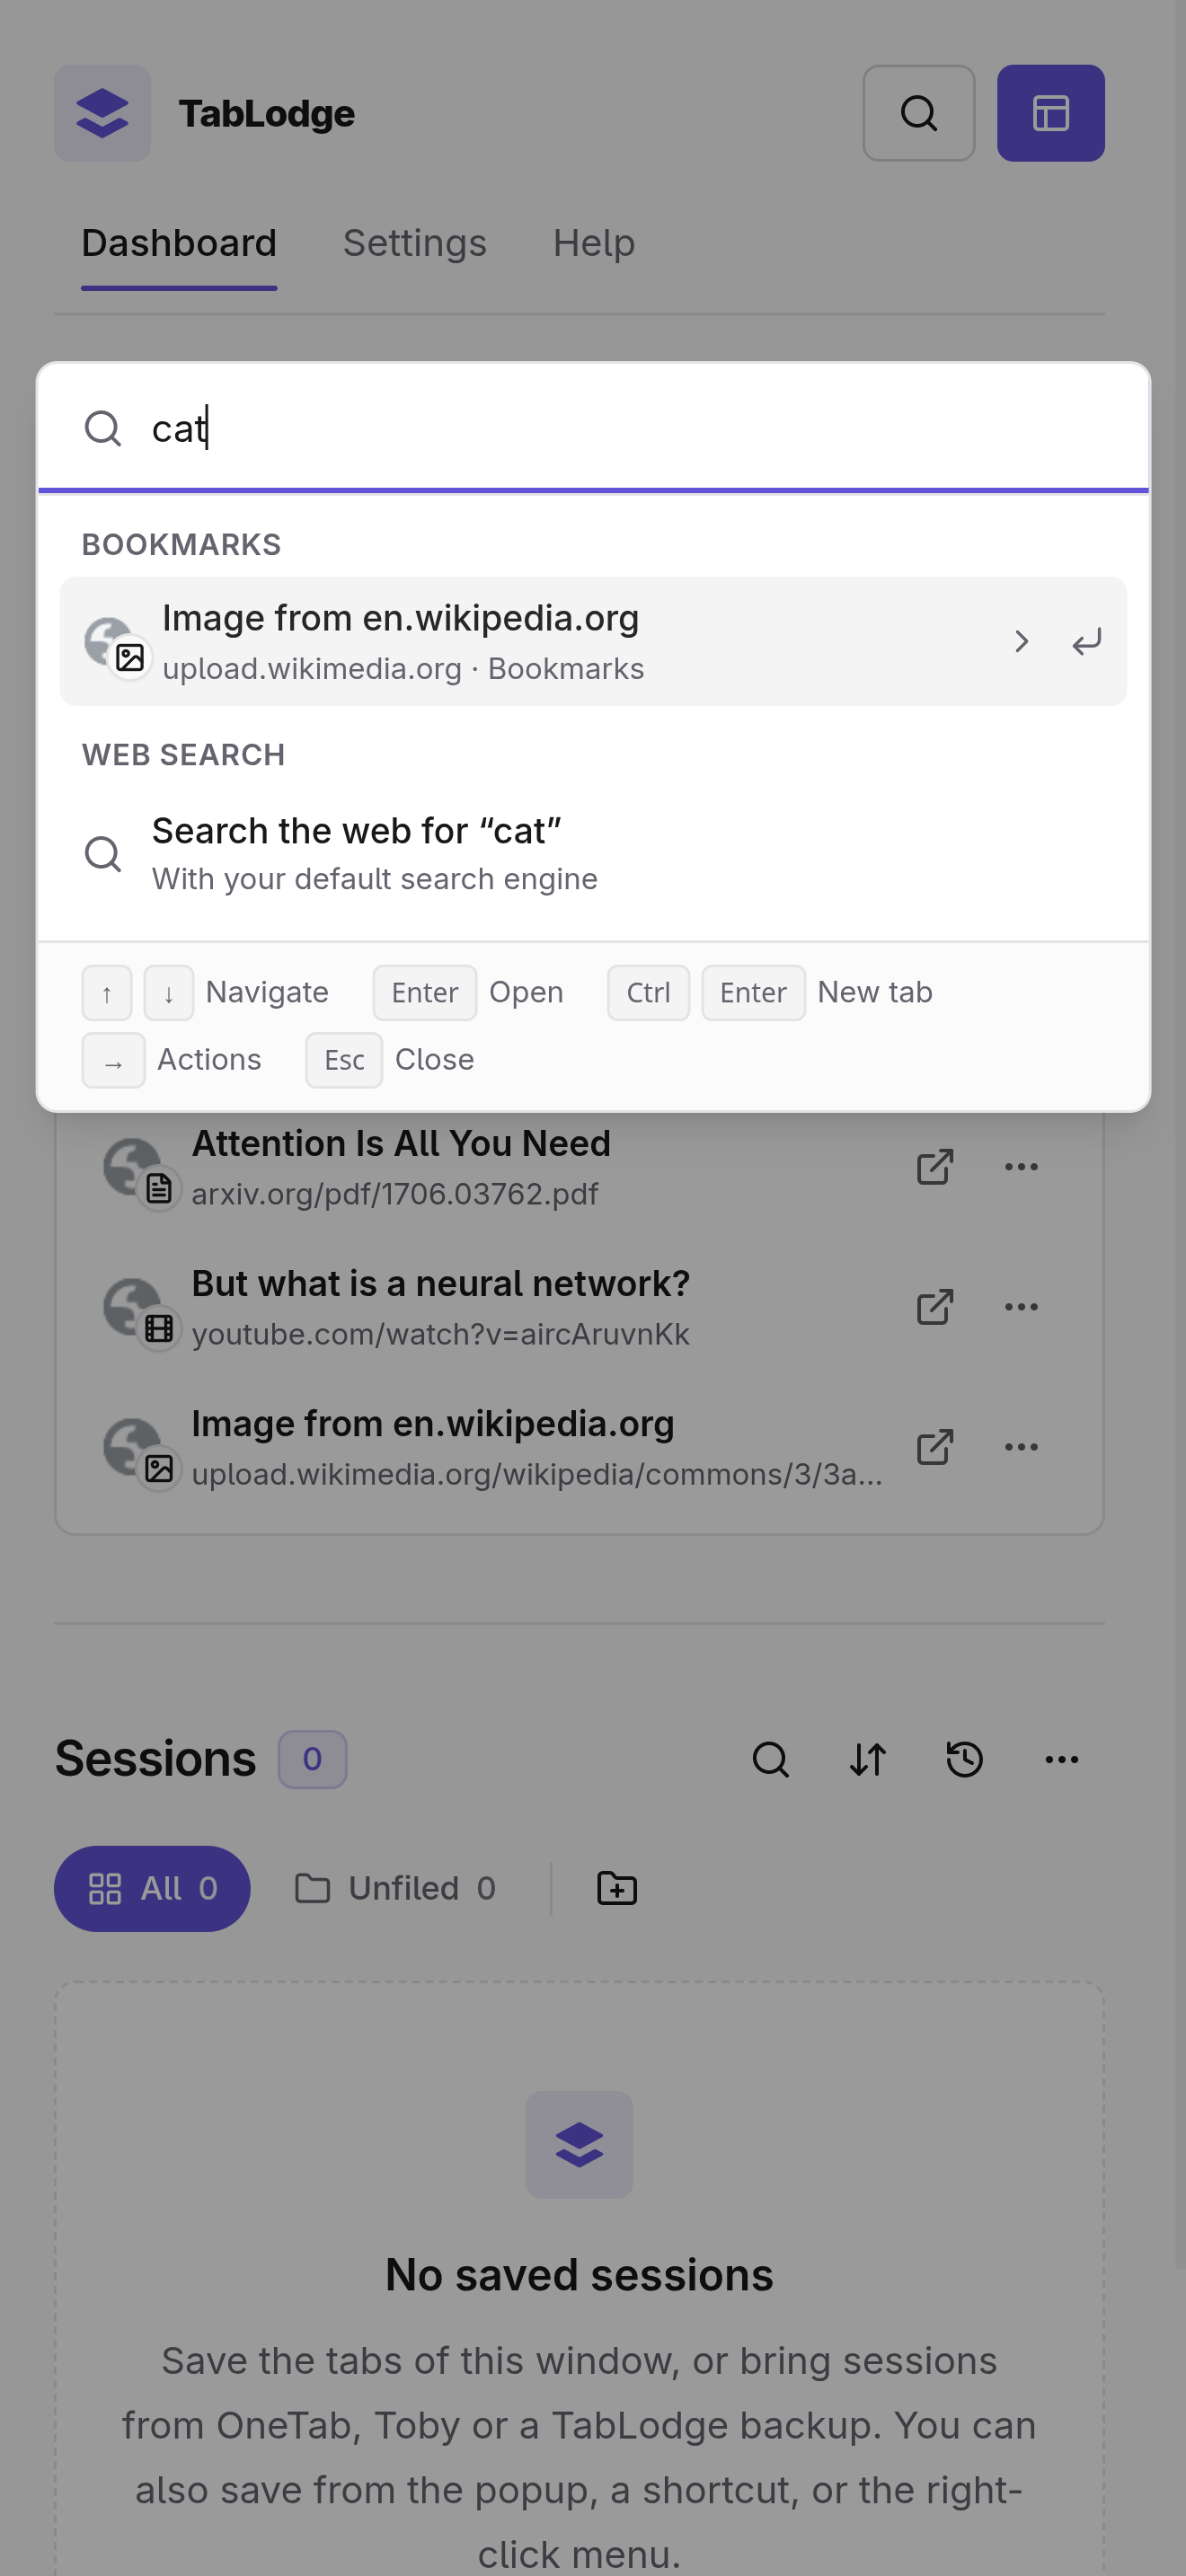 TabLodge
Dashboard Settings Help
cat
BOOKMARKS
Image from en.wikipedia.org
upload.wikimedia.org · Bookmarks
WEB SEARCH
Search the web for “cat”
With your default search engine
↑ ↓ Navigate Enter Open Ctrl Enter New tab
→ Actions Esc Close
Attention Is All You Need
arxiv.org/pdf/1706.03762.pdf
But what is a neural network?
youtube.com/watch?v=aircAruvnKk
Image from en.wikipedia.org
upload.wikimedia.org/wikipedia/commons/3/3a...
Sessions 0
All 0 Unfiled 0
No saved sessions
Save the tabs of this window, or bring sessions
from OneTab, Toby or a TabLodge backup. You can
also save from the popup, a shortcut, or the right-
click menu.